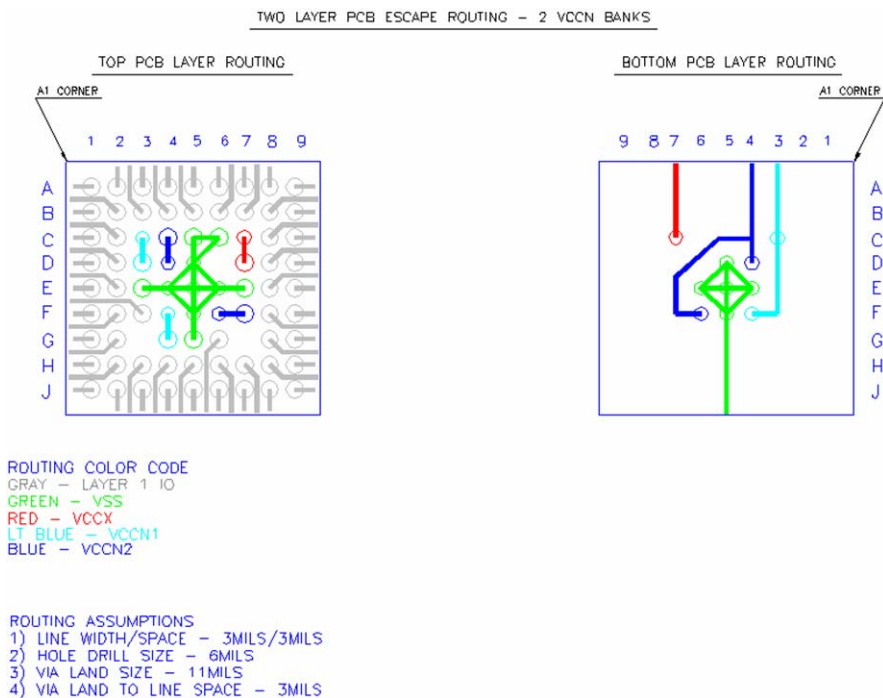 TWO LAYER PCB ESCAPE ROUTING – 2 VCCN BANKS
TOP PCB LAYER ROUTING
BOTTOM PCB LAYER ROUTING
A1 CORNER
A1 CORNER
1 2 3 4 5 6 7 8 9
9 8 7 6 5 4 3 2 1
A A
B B
C C
D D
E E
F F
G G
H H
J J
ROUTING COLOR CODE
GRAY – LAYER 1 IO
GREEN – VSS
RED – VCCX
LT BLUE – VCCN1
BLUE – VCCN2
ROUTING ASSUMPTIONS
1) LINE WIDTH/SPACE – 3MILS/3MILS
2) HOLE DRILL SIZE – 6MILS
3) VIA LAND SIZE – 11MILS
4) VIA LAND TO LINE SPACE – 3MILS